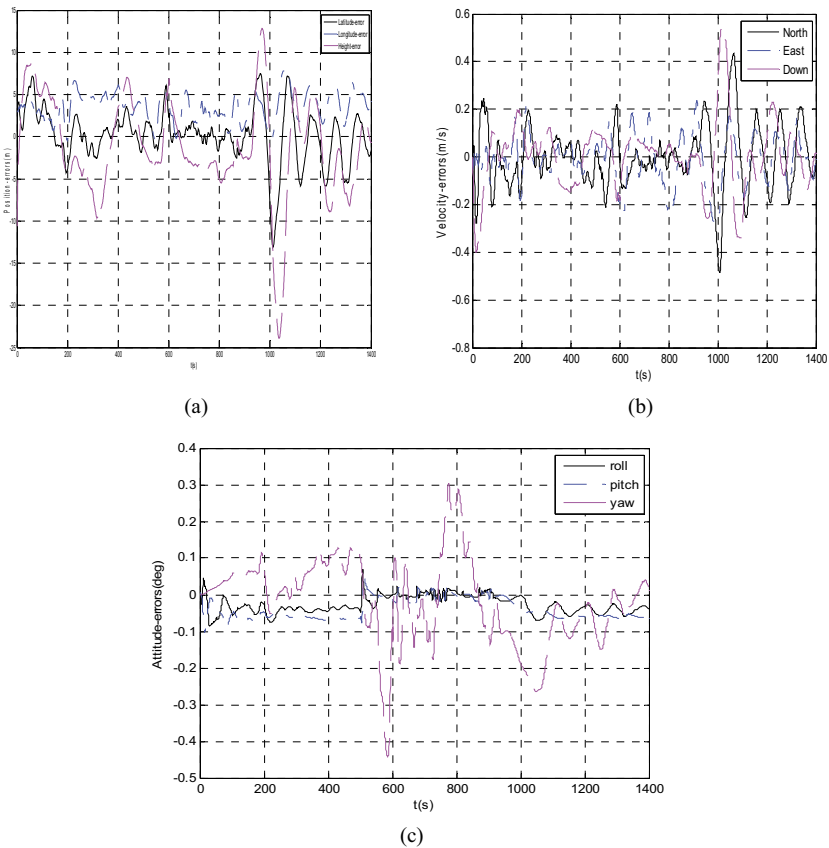 15
10
5
0
-5
-10
-15
-20
-25
Position-errors(m)
Latitude-error
Longitude-error
Height-error
0 200 400 600 800 1000 1200 1400
t(s)
(a)
0.6
0.4
0.2
0
-0.2
-0.4
-0.6
-0.8
Velocity-errors(m/s)
North
East
Down
0 200 400 600 800 1000 1200 1400
t(s)
(b)
0.4
0.3
0.2
0.1
0
-0.1
-0.2
-0.3
-0.4
-0.5
Attitude-errors(deg)
roll
pitch
yaw
0 200 400 600 800 1000 1200 1400
t(s)
(c)